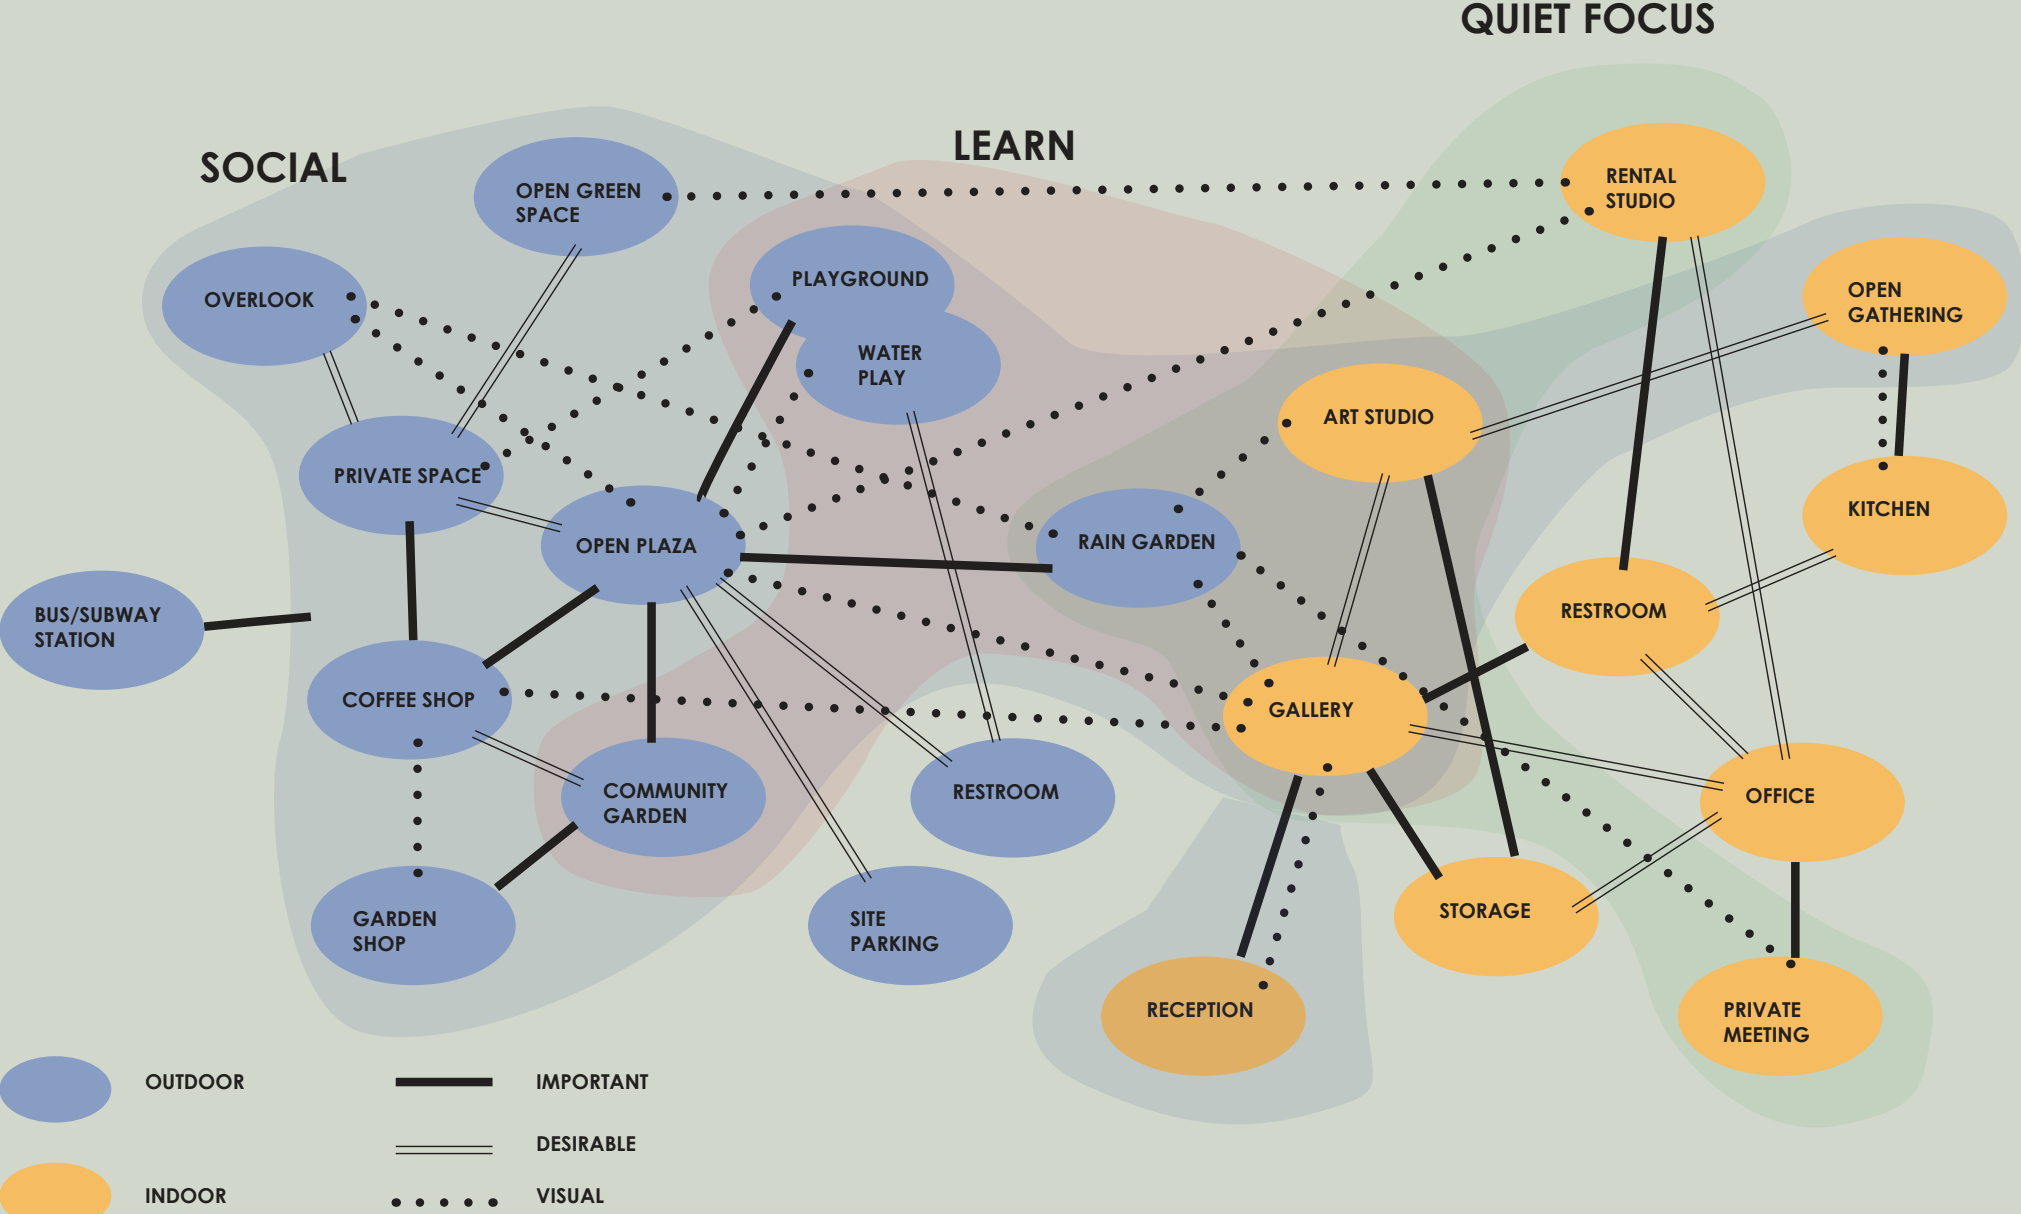 QUIET FOCUS
LEARN
SOCIAL
OPEN GREEN
SPACE
RENTAL
STUDIO
OVERLOOK
PLAYGROUND
OPEN
GATHERING
WATER
PLAY
ART STUDIO
PRIVATE SPACE
KITCHEN
OPEN PLAZA
RAIN GARDEN
BUS/SUBWAY
STATION
RESTROOM
COFFEE SHOP
GALLERY
COMMUNITY
GARDEN
RESTROOM
OFFICE
GARDEN
SHOP
SITE
PARKING
STORAGE
RECEPTION
PRIVATE
MEETING
OUTDOOR
IMPORTANT
DESIRABLE
INDOOR
VISUAL